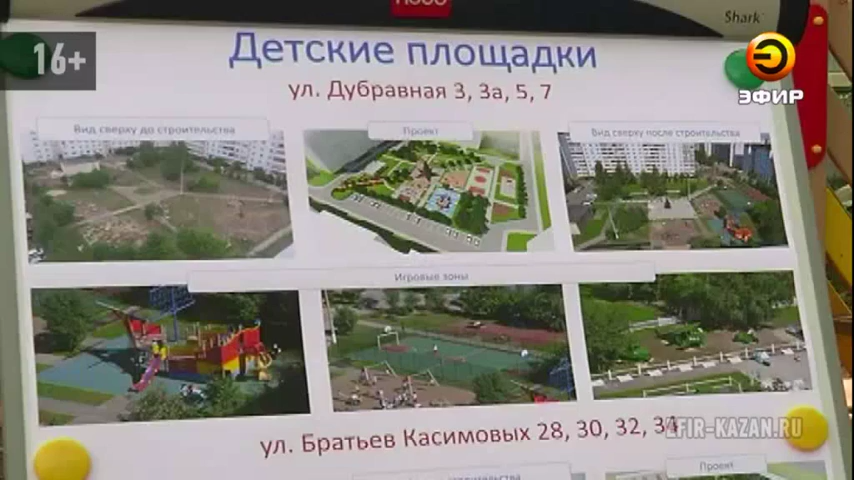 Shark
16+
ЭФИР
Детские площадки
ул. Дубравная 3, 3а, 5, 7
Вид сверху до строительства
Проект
Вид сверху после строительства
Игровые зоны
ул. Братьев Касимовых 28, 30, 32, 34
EFIR-KAZAN.RU
Проект